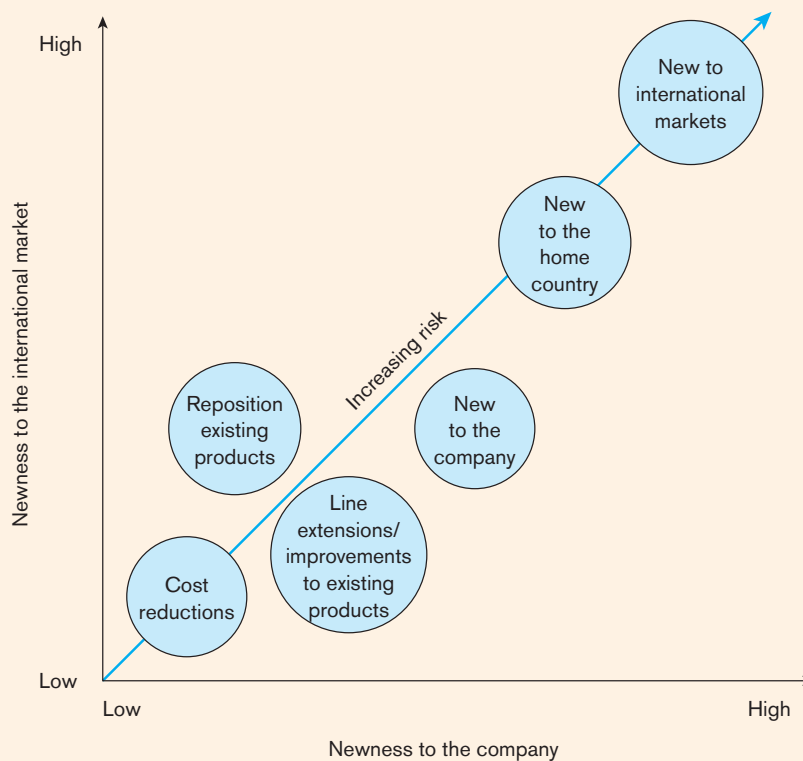 High
New to
international
markets
New
to the
home
country
Increasing risk
Newness to the international market
Reposition
existing
products
New
to the
company
Line
extensions/
improvements
to existing
products
Cost
reductions
Low
Low
High
Newness to the company